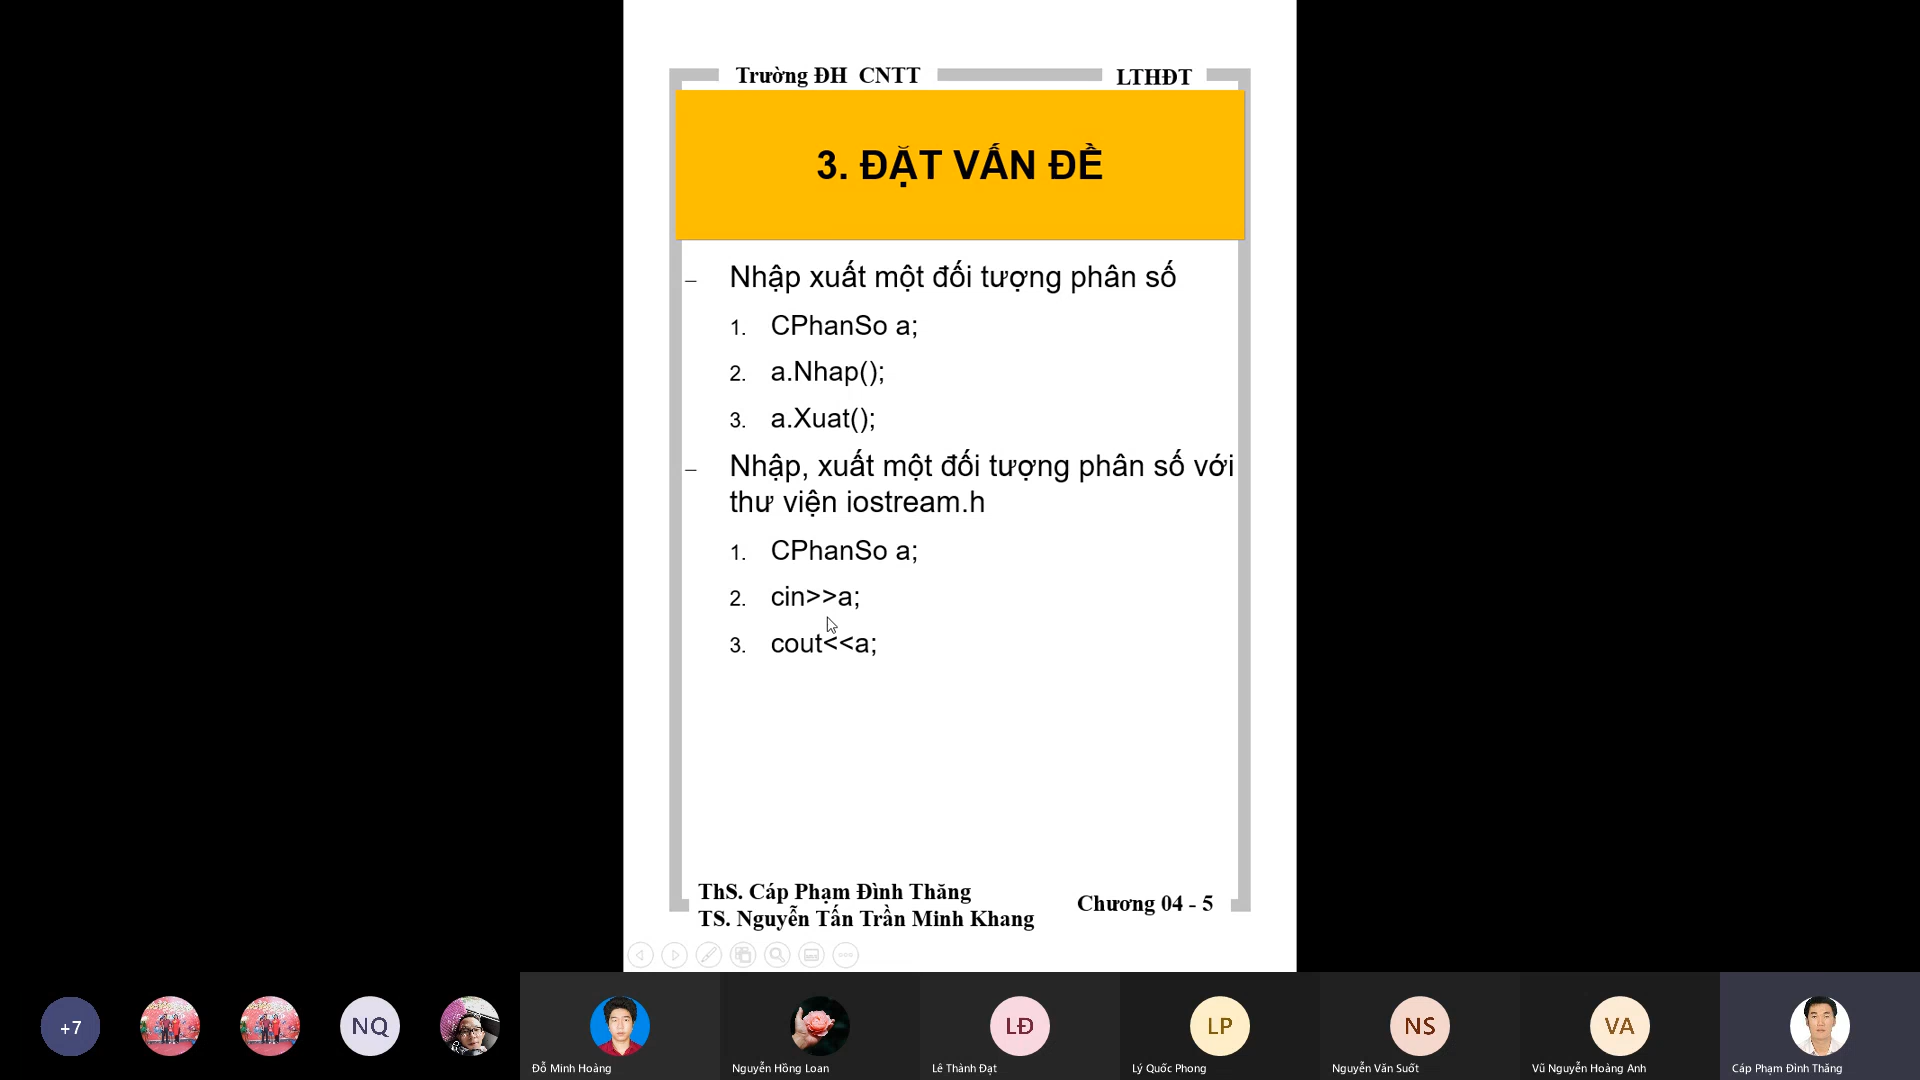 Trường ĐH CNTT
LTHĐT
3. ĐẶT VẤN ĐỀ
– Nhập xuất một đối tượng phân số
1. CPhanSo a;
2. a.Nhap();
3. a.Xuat();
– Nhập, xuất một đối tượng phân số với
thư viện iostream.h
1. CPhanSo a;
2. cin>>a;
3. cout<<a;
ThS. Cáp Phạm Đình Thăng
TS. Nguyễn Tấn Trần Minh Khang
Chương 04 - 5
+7
NQ
LĐ
LP
NS
VA
Đỗ Minh Hoàng
Nguyễn Hồng Loan
Lê Thành Đạt
Lý Quốc Phong
Nguyễn Văn Suốt
Vũ Nguyễn Hoàng Anh
Cáp Phạm Đình Thăng